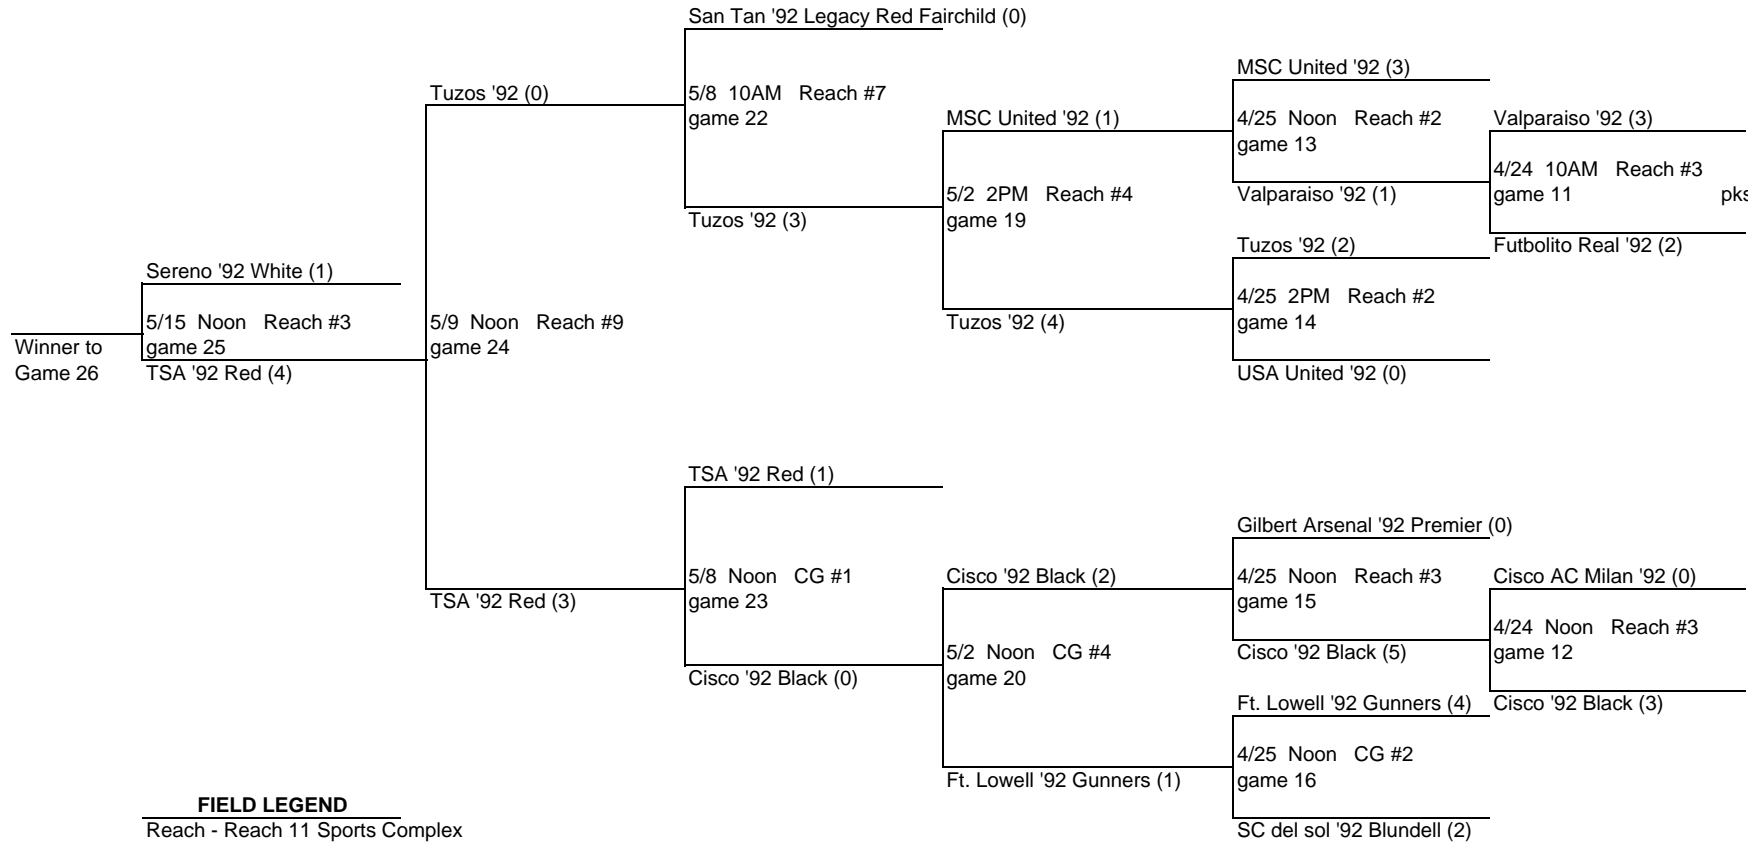 San Tan '92 Legacy Red Fairchild (0)
MSC United '92 (3)
Tuzos '92 (0)
5/8 10AM Reach #7
game 22
MSC United '92 (1)
4/25 Noon Reach #2
game 13
Valparaiso '92 (3)
4/24 10AM Reach #3
game 11 pks
Valparaiso '92 (1)
5/2 2PM Reach #4
game 19
Tuzos '92 (3)
Tuzos '92 (2)
Futbolito Real '92 (2)
Sereno '92 White (1)
4/25 2PM Reach #2
game 14
5/15 Noon Reach #3
game 25
5/9 Noon Reach #9
game 24
Tuzos '92 (4)
Winner to
Game 26
TSA '92 Red (4)
USA United '92 (0)
TSA '92 Red (1)
Gilbert Arsenal '92 Premier (0)
5/8 Noon CG #1
game 23
Cisco '92 Black (2)
4/25 Noon Reach #3
game 15
Cisco AC Milan '92 (0)
TSA '92 Red (3)
4/24 Noon Reach #3
game 12
5/2 Noon CG #4
game 20
Cisco '92 Black (5)
Cisco '92 Black (0)
Ft. Lowell '92 Gunners (4)
Cisco '92 Black (3)
4/25 Noon CG #2
game 16
Ft. Lowell '92 Gunners (1)
FIELD LEGEND
Reach - Reach 11 Sports Complex
SC del sol '92 Blundell (2)